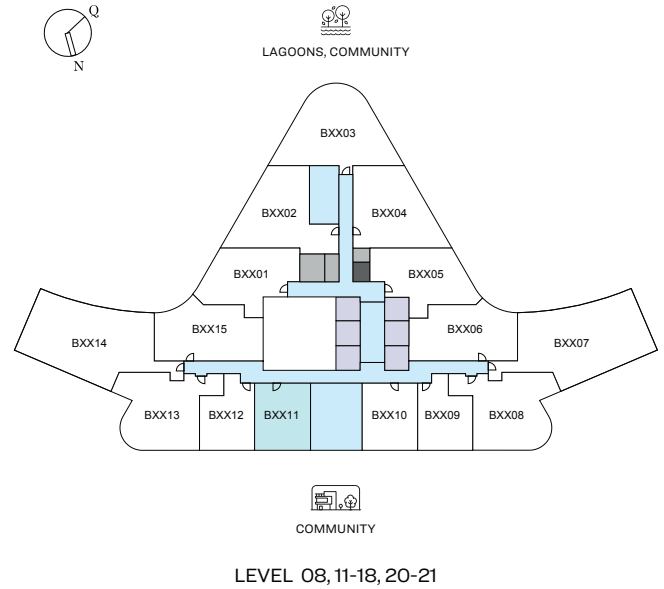 Q
N
LAGOONS, COMMUNITY
BXX03
BXX02 BXX04
BXX01 BXX05
BXX15 BXX06
BXX14 BXX07
BXX13 BXX12 BXX11 BXX10 BXX09 BXX08
COMMUNITY
LEVEL 08, 11-18, 20-21